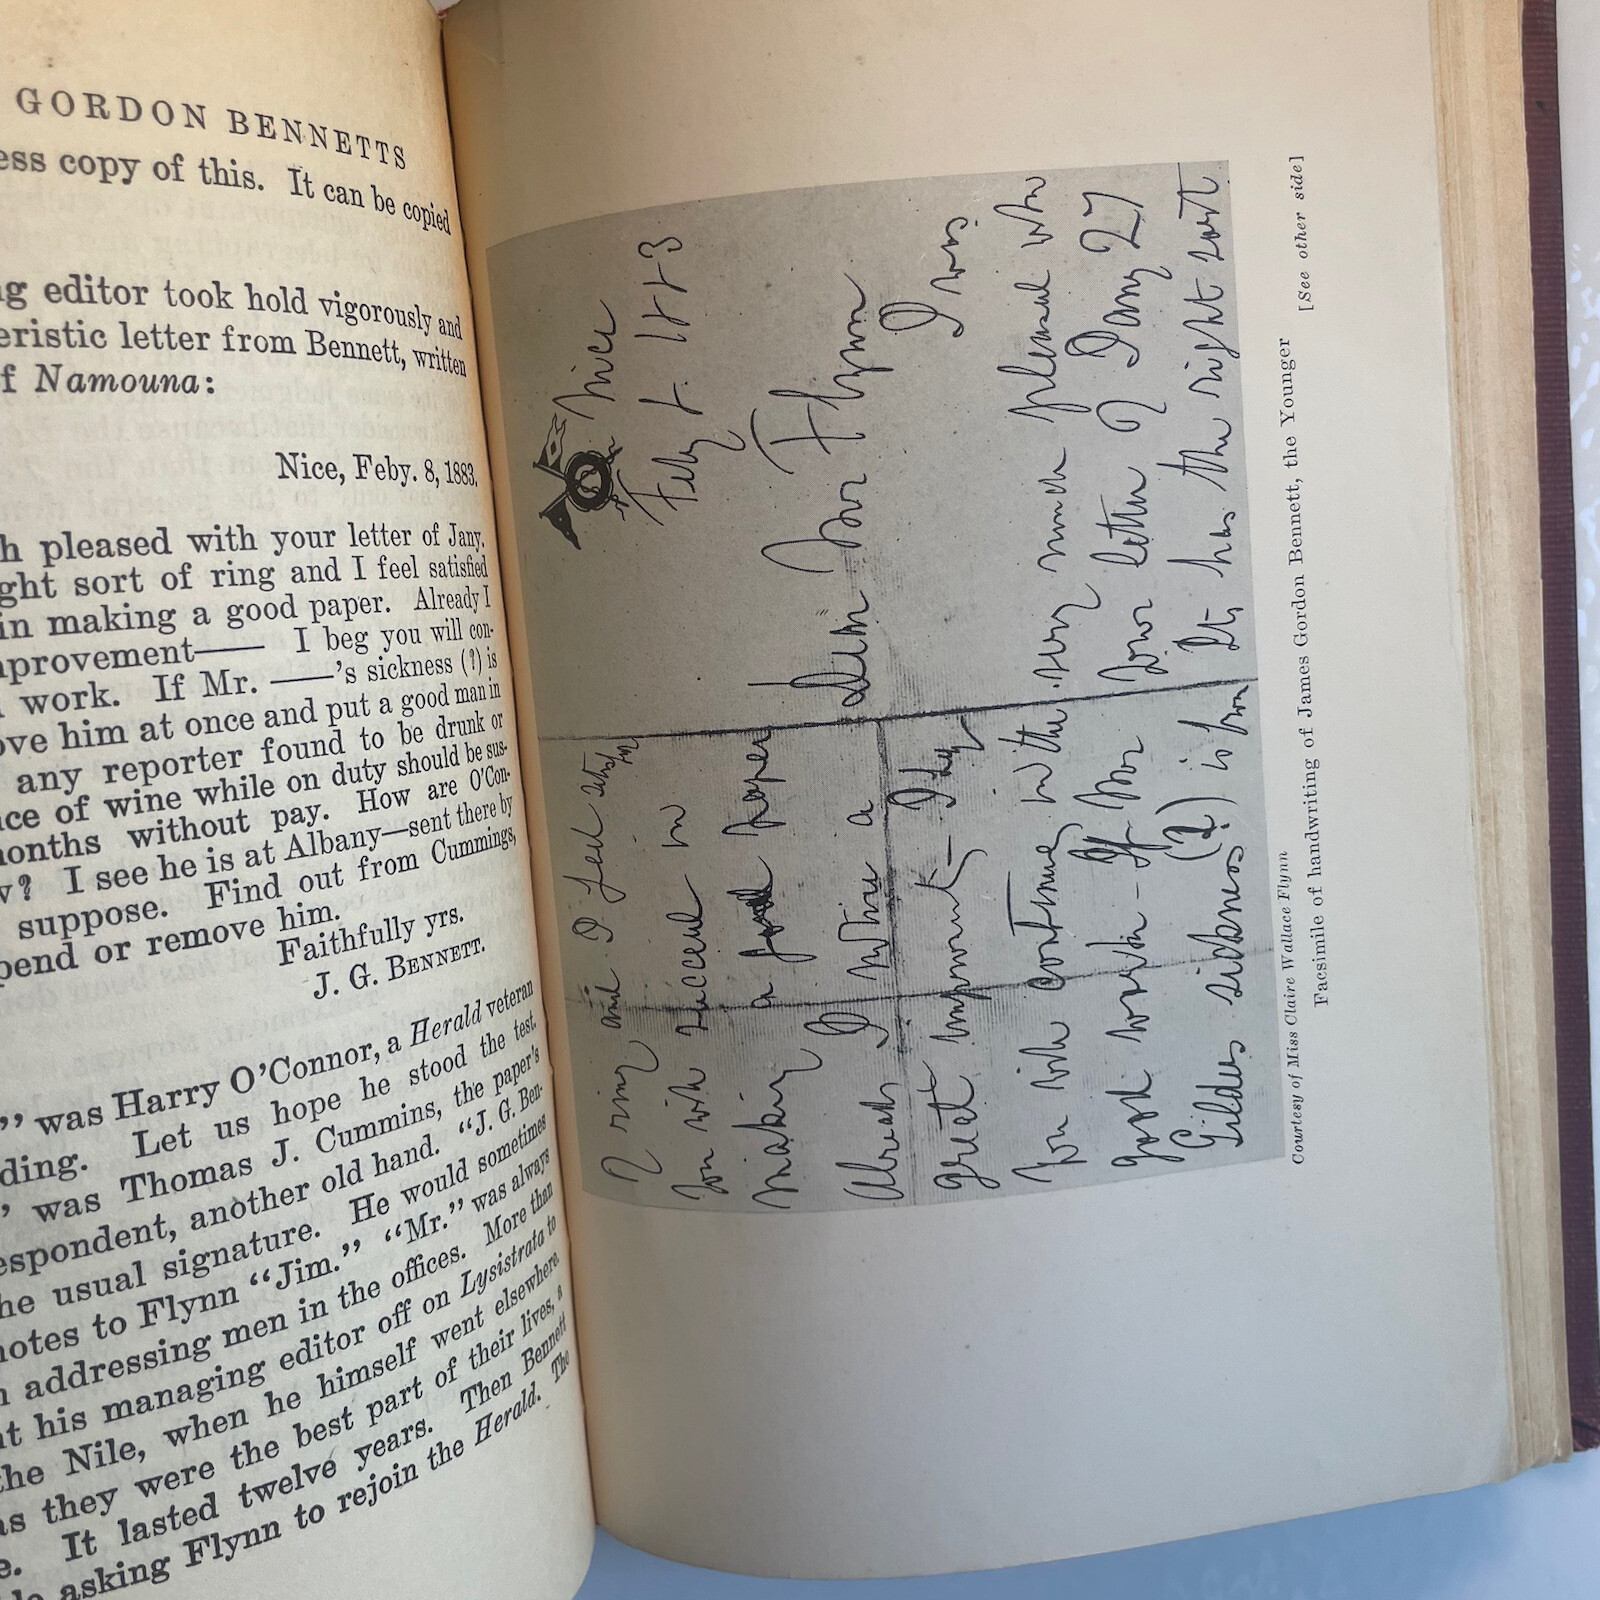 GORDON BENNETTS
ess copy of this. It can be copied
ng editor took hold vigorously and
eristic letter from Bennett, written
f Namouna:
Nice, Feby. 8, 1883.
h pleased with your letter of Jany.
ght sort of ring and I feel satisfied
in making a good paper. Already I
nprovement—— I beg you will con-
work. If Mr. ——'s sickness (?) is
ove him at once and put a good man in
any reporter found to be drunk or
ace of wine while on duty should be sus-
nonths without pay. How are O'Con-
v? I see he is at Albany—sent there by
suppose. Find out from Cummings,
pend or remove him.
Faithfully yrs.
J. G. BENNETT.
" was Harry O'Connor, a Herald veteran
ding. Let us hope he stood the test.
" was Thomas J. Cummins, the paper's
espondent, another old hand. "J. G. Ben-
he usual signature. He would sometimes
notes to Flynn "Jim." "Mr." was always
n addressing men in the offices. More than
nt his managing editor off on Lysistrata to
the Nile, when he himself went elsewhere.
as they were the best part of their lives, a
e. It lasted twelve years. Then Bennett
asking Flynn to rejoin the Herald. The
Nice
Feby 8. 1883
Dear Mr Flynn
I was
very much pleased when
your letter of Jany 27
It has the right sort
of ring and I feel satisfied
you will succeed in
making a good paper
Already I notice a
great improvement — I beg
you will continue with the
good work — If Mr
Gildes sickness (?) is from
Courtesy of Miss Claire Wallace Flynn
Facsimile of handwriting of James Gordon Bennett, the Younger
[See other side]